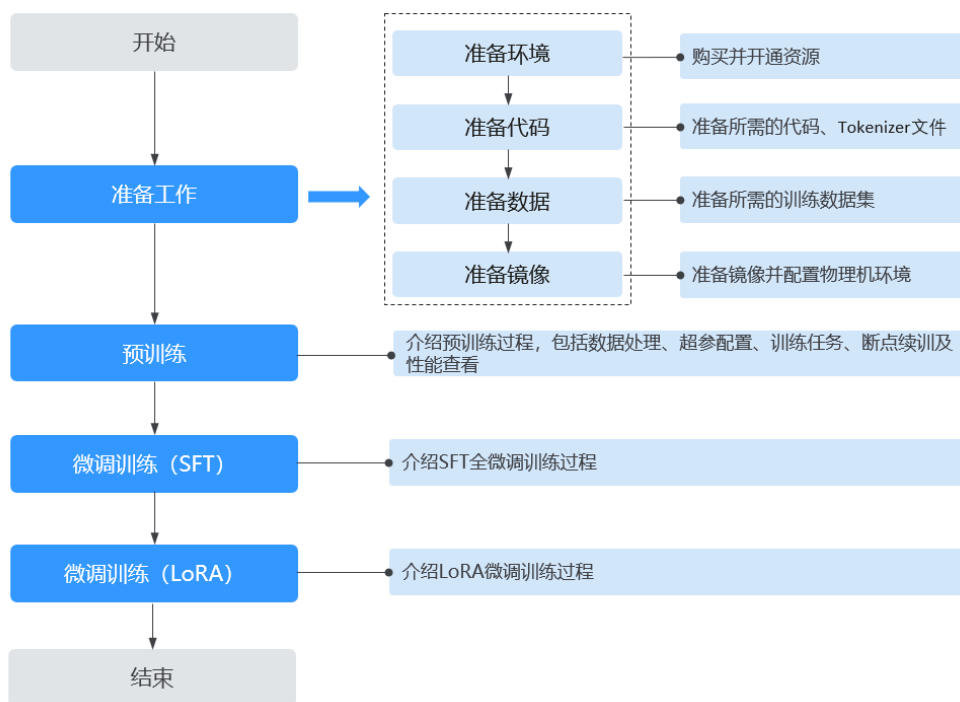 开始
准备工作
准备环境
购买并开通资源
准备代码
准备所需的代码、Tokenizer文件
准备数据
准备所需的训练数据集
准备镜像
准备镜像并配置物理机环境
预训练
介绍预训练过程，包括数据处理、超参配置、训练任务、断点续训及
性能查看
微调训练（SFT）
介绍SFT全微调训练过程
微调训练（LoRA）
介绍LoRA微调训练过程
结束